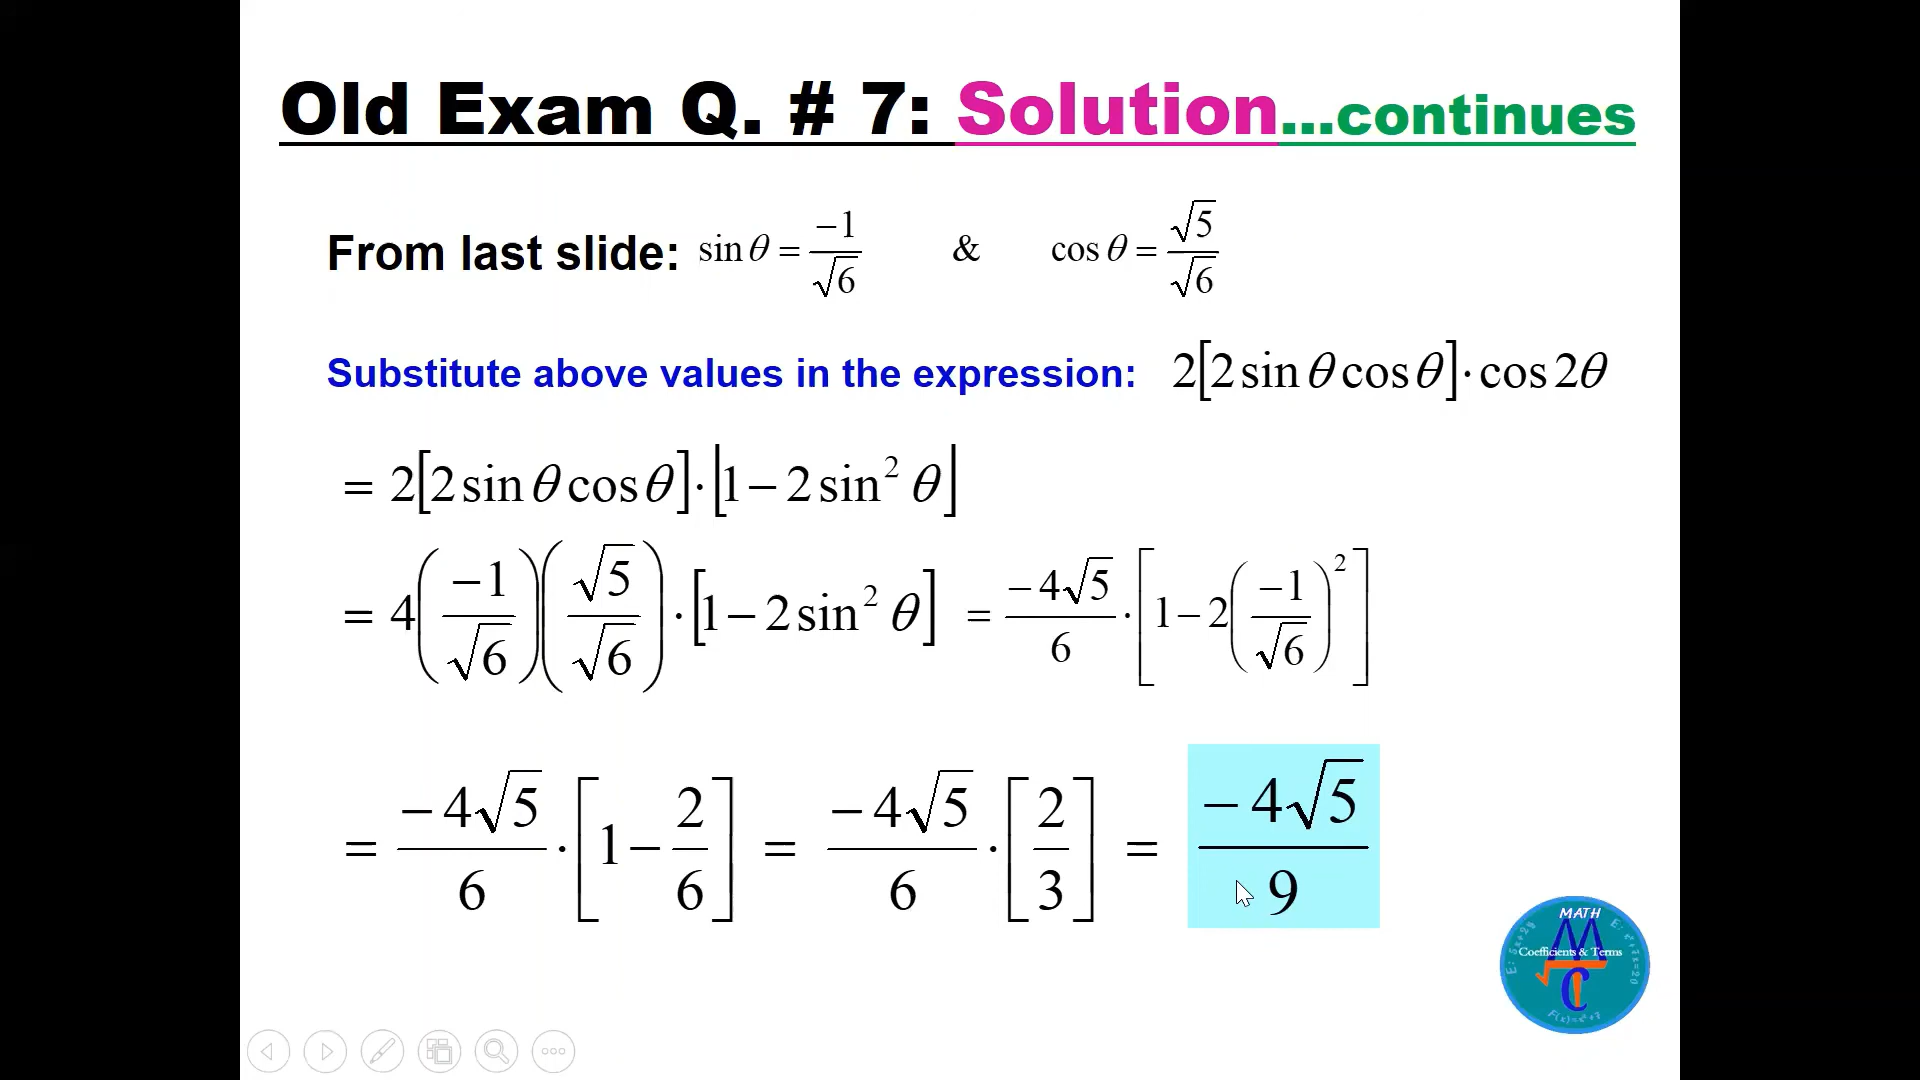 Old Exam Q. # 7: Solution...continues
From last slide: sin θ = −1/√6 & cos θ = √5/√6
Substitute above values in the expression: 2[2 sin θ cos θ]·cos 2θ
= 2[2 sin θ cos θ]·[1 − 2 sin² θ]
= 4(−1/√6)(√5/√6)·[1 − 2 sin² θ] = −4√5/6·[1 − 2(−1/√6)²]
= −4√5/6·[1 − 2/6] = −4√5/6·[2/3] = −4√5/9
MATH
Coefficients & Terms